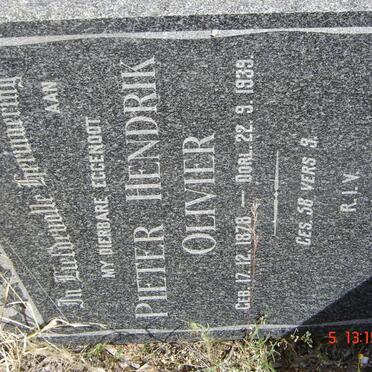 In Liefdevolle Herinnering
AAN
MY DIERBARE EGGENOOT
PIETER HENDRIK
OLIVIER
GEB. 17. 12. 1878 — OORL. 22. 9. 1939.
GES. 58 VERS 9.
R.I.V.
5 13:15